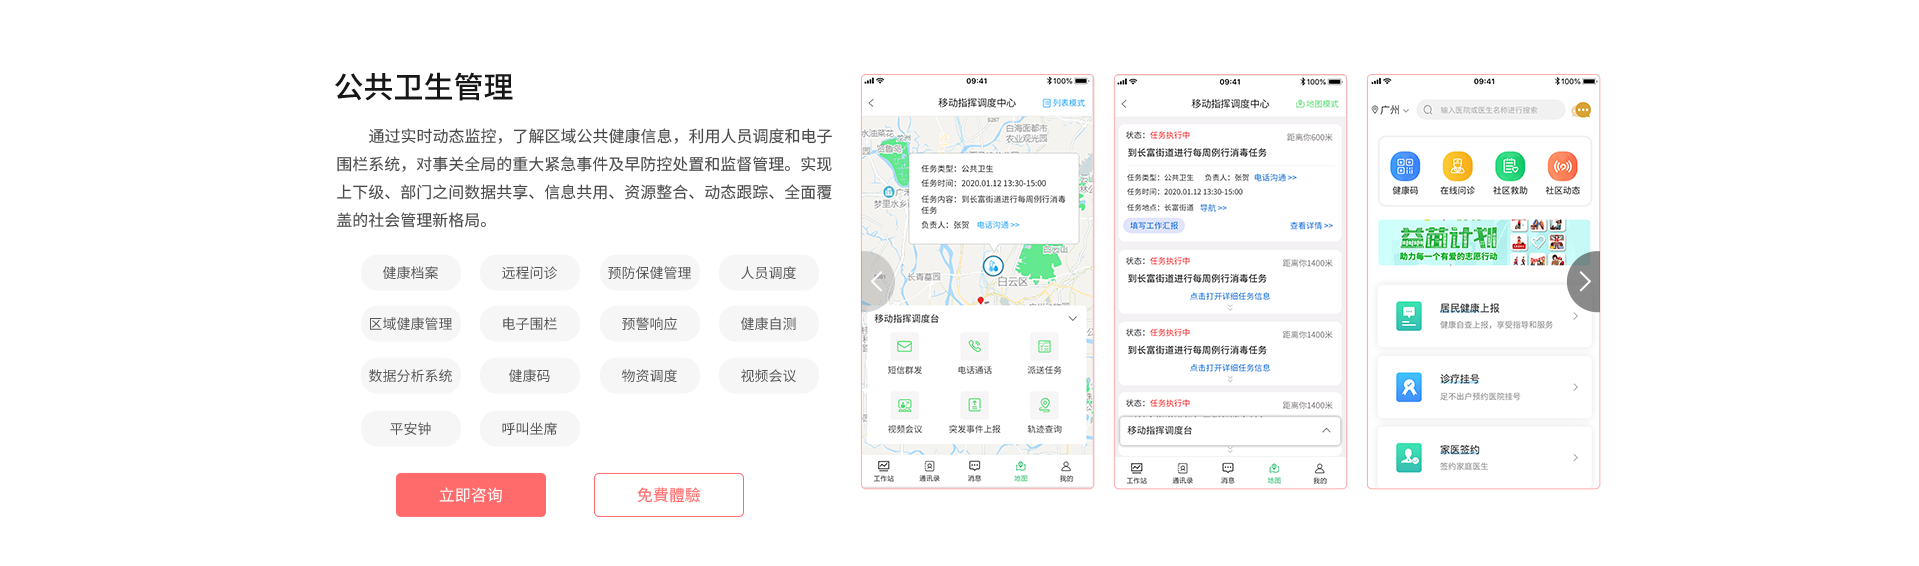 公共卫生管理
通过实时动态监控，了解区域公共健康信息，利用人员调度和电子
围栏系统，对事关全局的重大紧急事件及早防控处置和监督管理。实现
上下级、部门之间数据共享、信息共用、资源整合、动态跟踪、全面覆
盖的社会管理新格局。
健康档案 远程问诊 预防保健管理 人员调度
区域健康管理 电子围栏 预警响应 健康自测
数据分析系统 健康码 物资调度 视频会议
平安钟 呼叫坐席
立即咨询 免費體驗
09:41 100%
移动指挥调度中心 列表模式
S267
白海面都市
农业观光园
任务类型：公共卫生
任务时间：2020.01.12 13:30-15:00
任务内容：到长富街道进行每周例行消毒
任务
负责人：张贺 电话沟通 >>
梦里水乡
白云山
长青墓园
白云区
移动指挥调度台
短信群发 电话通话 派送任务
视频会议 突发事件上报 轨迹查询
工作站 通讯录 消息 地图 我的
09:41 100%
移动指挥调度中心 地图模式
状态：任务执行中 距离你600米
到长富街道进行每周例行消毒任务
任务类型：公共卫生 负责人：张贺 电话沟通 >>
任务时间：2020.01.12 13:30-15:00
任务地点：长富街道 导航 >>
填写工作汇报 查看详情 >>
状态：任务执行中 距离你1400米
到长富街道进行每周例行消毒任务
点击打开详细任务信息
状态：任务执行中 距离你1400米
到长富街道进行每周例行消毒任务
点击打开详细任务信息
状态：任务执行中 距离你1400米
移动指挥调度台
工作站 通讯录 消息 地图 我的
09:41 100%
广州 输入医院或医生名称进行搜索
健康码 在线问诊 社区救助 社区动态
益苗计划
助力每一个有爱的志愿行动
居民健康上报
健康自查上报，享受指导和服务
诊疗挂号
足不出户预约医院挂号
家医签约
签约家庭医生